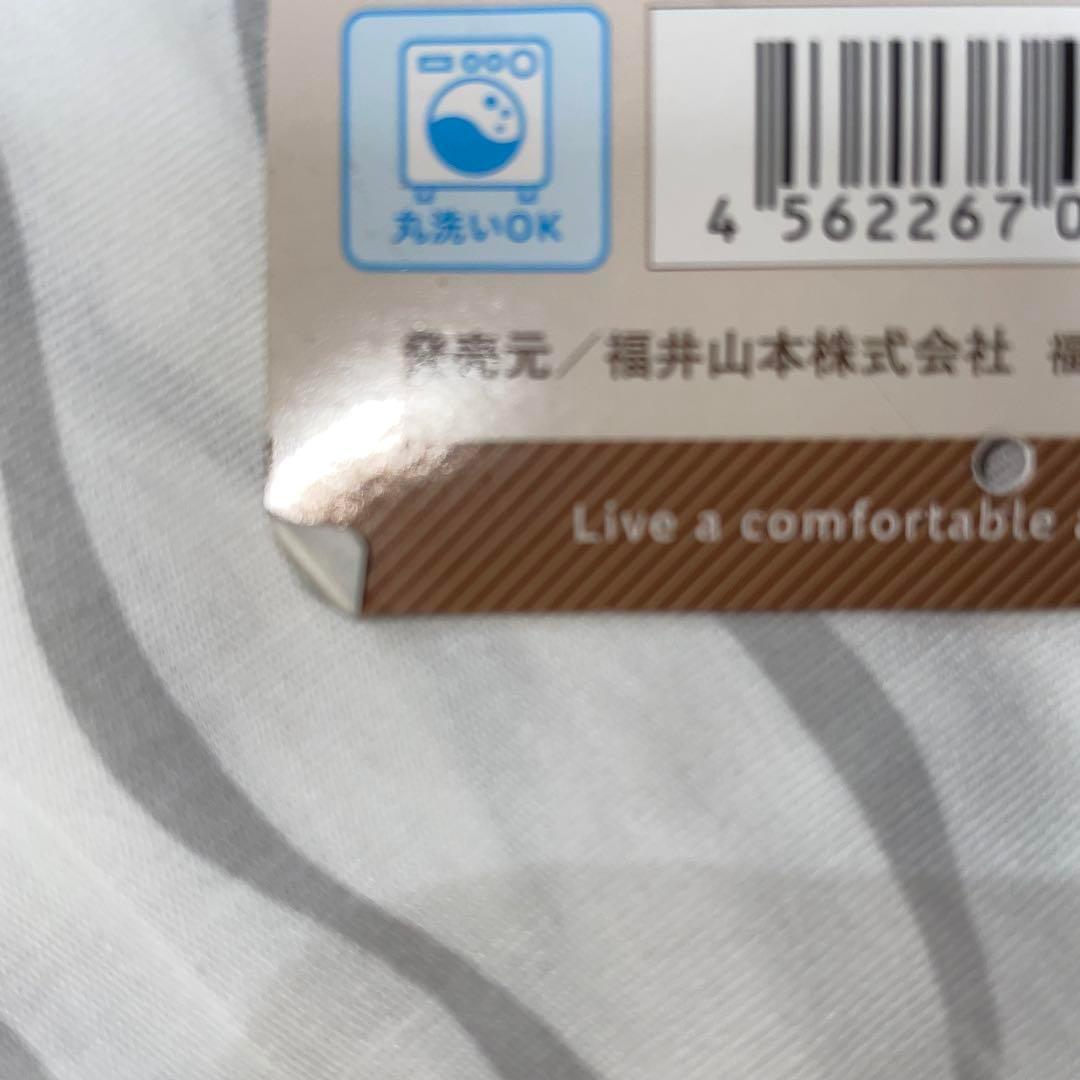 丸洗いOK
4 562267 0
発売元／福井山本株式会社 福
Live a comfortable a